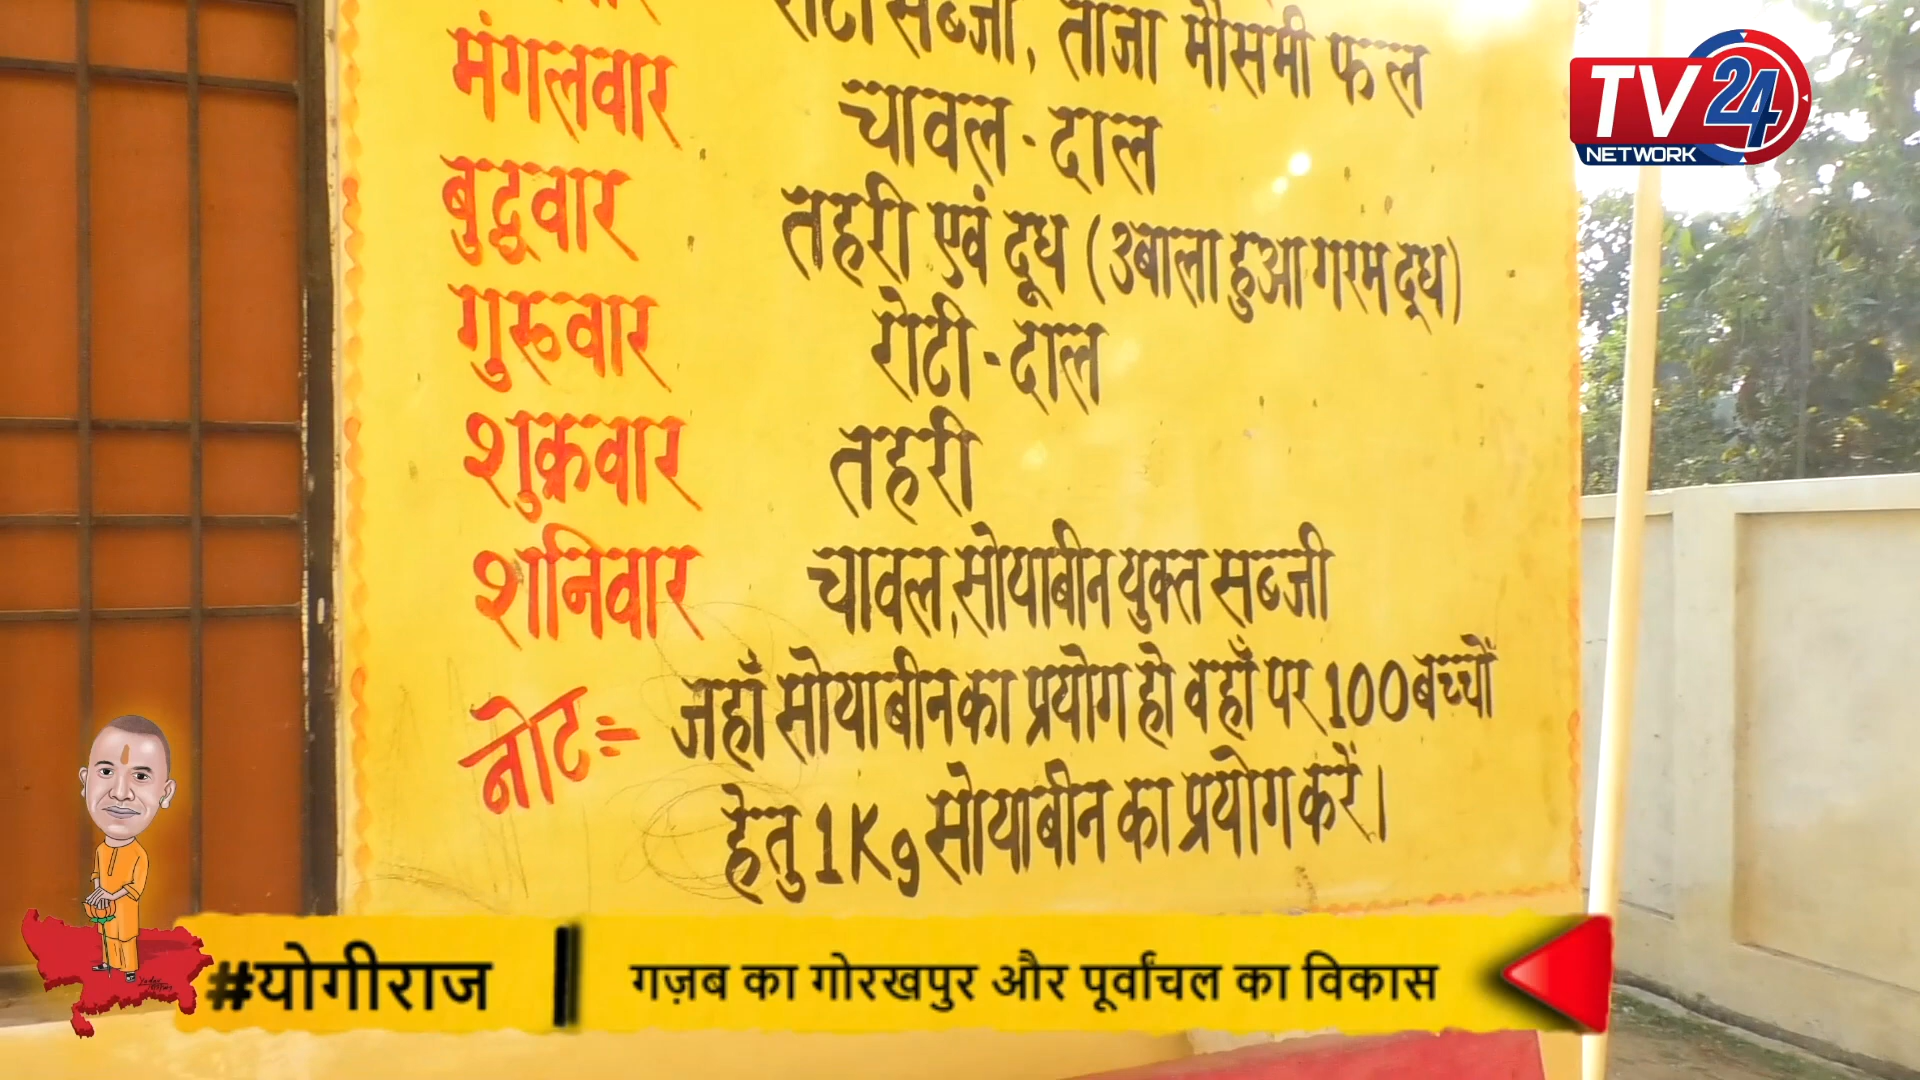 रोटी सब्जी, ताजा मौसमी फल
मंगलवार चावल - दाल
बुद्धवार तहरी एवं दूध (उबाला हुआ गरम दूध)
गुरूवार रोटी - दाल
शुक्रवार तहरी
शनिवार चावल, सोयाबीन युक्त सब्जी
नोट:= जहाँ सोयाबीन का प्रयोग हो वहाँ पर 100 बच्चों
हेतु 1Kg सोयाबीन का प्रयोग करें।
TV24
NETWORK
#योगीराज | गज़ब का गोरखपुर और पूर्वांचल का विकास